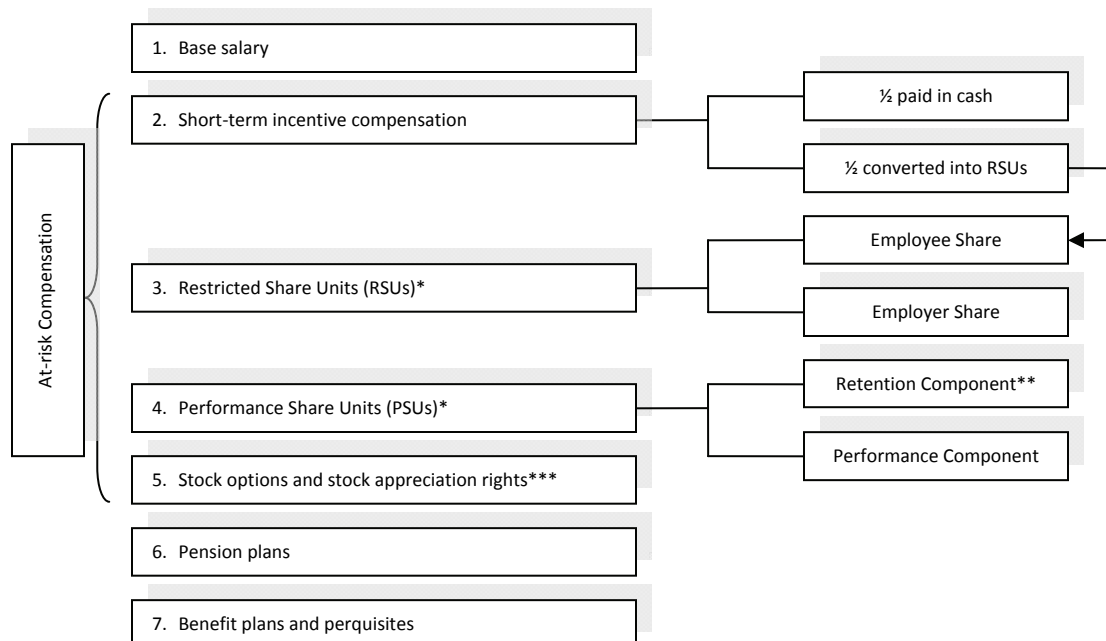 At-risk Compensation
1. Base salary
2. Short-term incentive compensation
½ paid in cash
½ converted into RSUs
3. Restricted Share Units (RSUs)*
Employee Share
Employer Share
4. Performance Share Units (PSUs)*
Retention Component**
Performance Component
5. Stock options and stock appreciation rights***
6. Pension plans
7. Benefit plans and perquisites